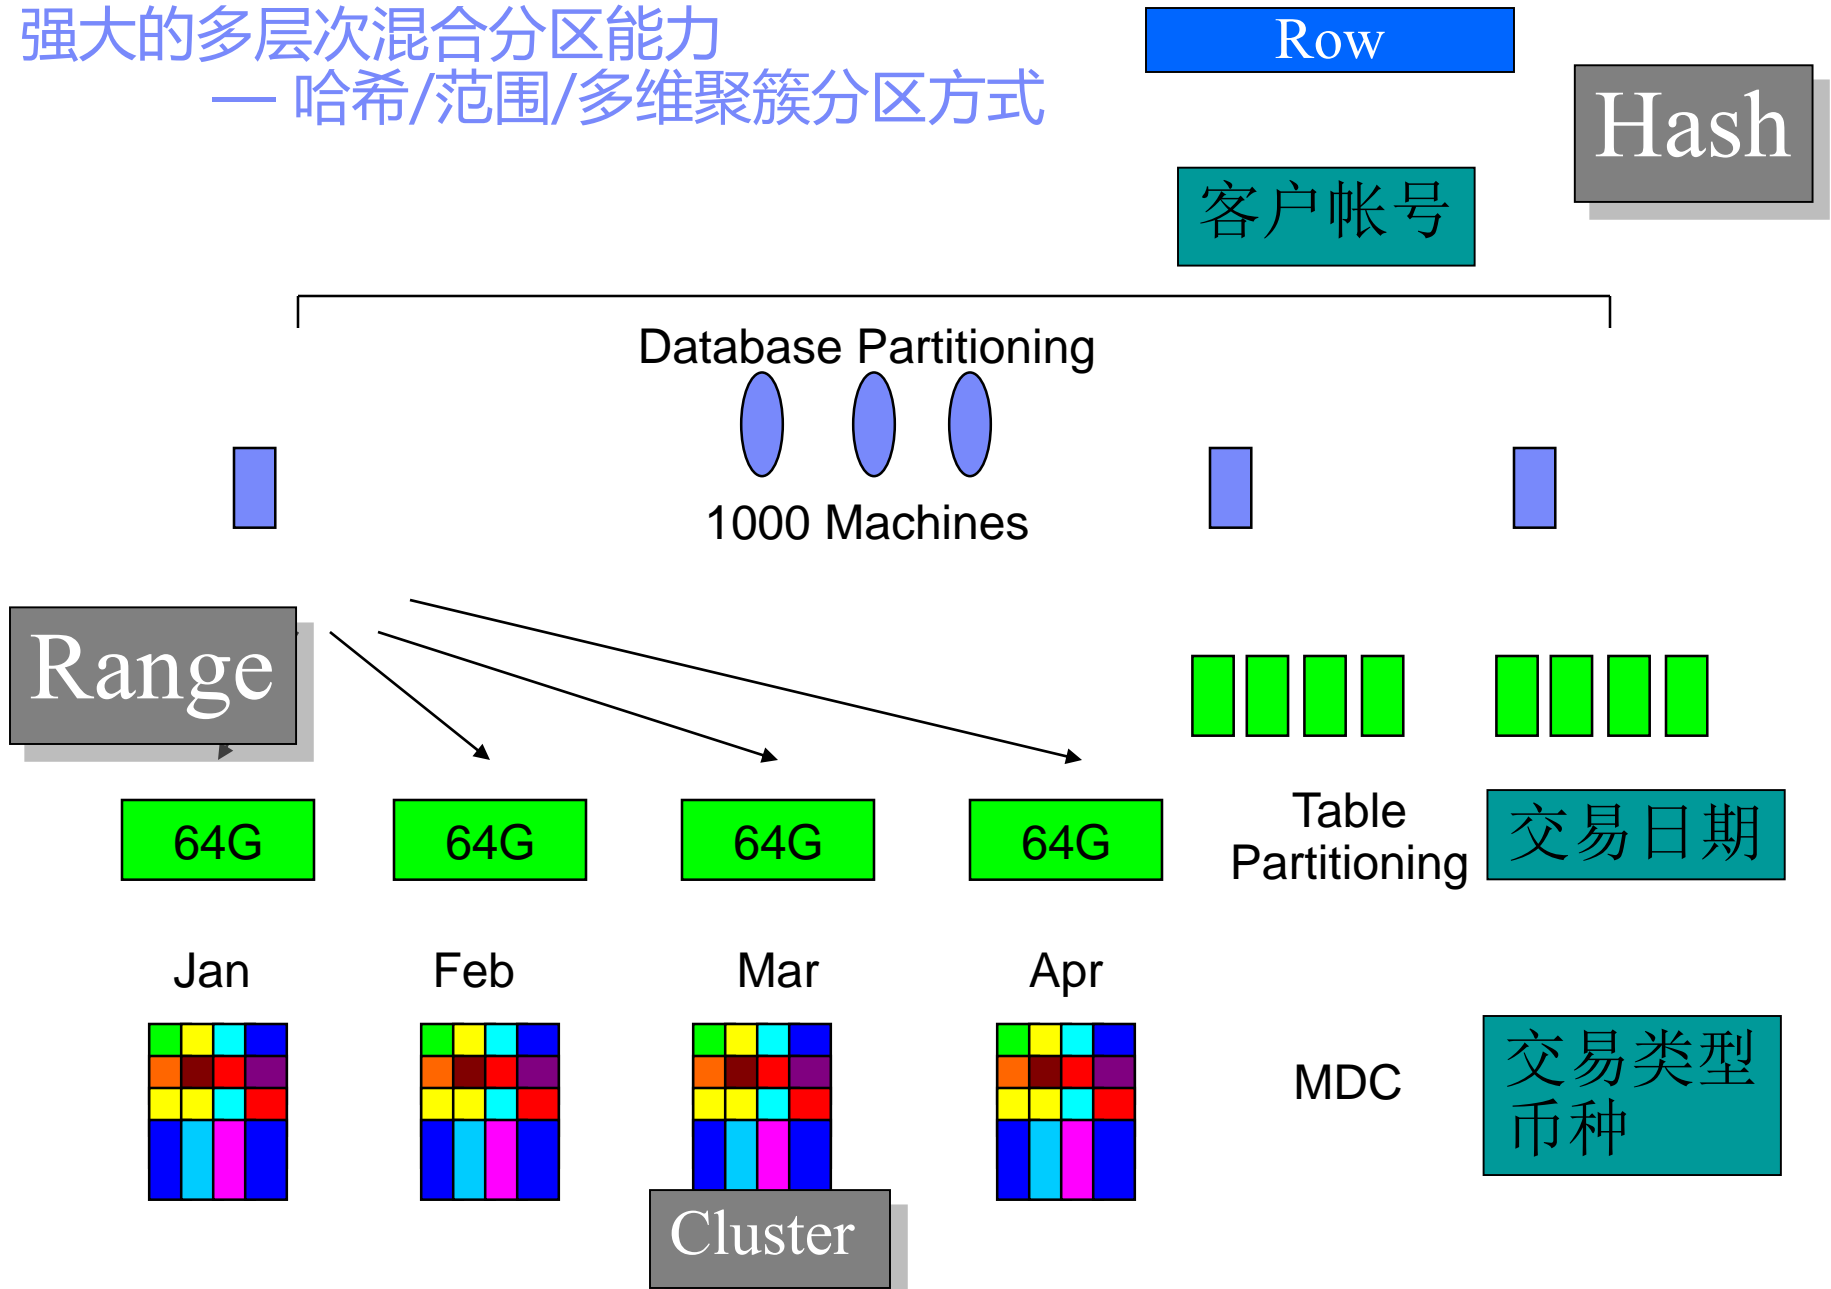 强大的多层次混合分区能力
— 哈希/范围/多维聚簇分区方式
Row
Hash
客户帐号
Database Partitioning
1000 Machines
Range
64G
64G
64G
64G
Table
Partitioning
交易日期
Jan
Feb
Mar
Apr
MDC
交易类型
币种
Cluster